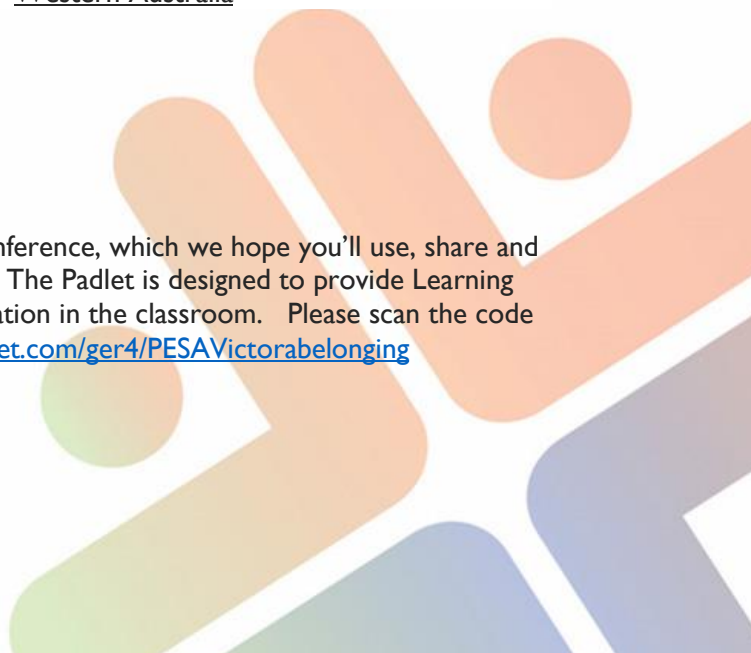 Western Australia
nference, which we hope you'll use, share and
The Padlet is designed to provide Learning
ation in the classroom. Please scan the code
et.com/ger4/PESAVictorabelonging